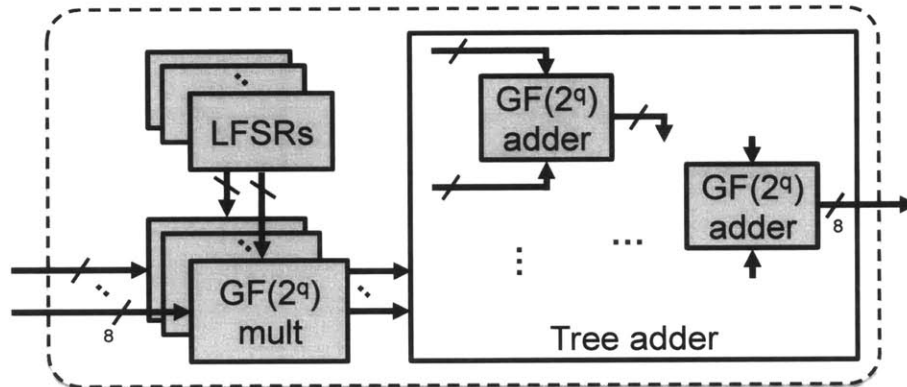 LFSRs
GF(2^q)
mult
8
GF(2^q)
adder
GF(2^q)
adder
8
Tree adder